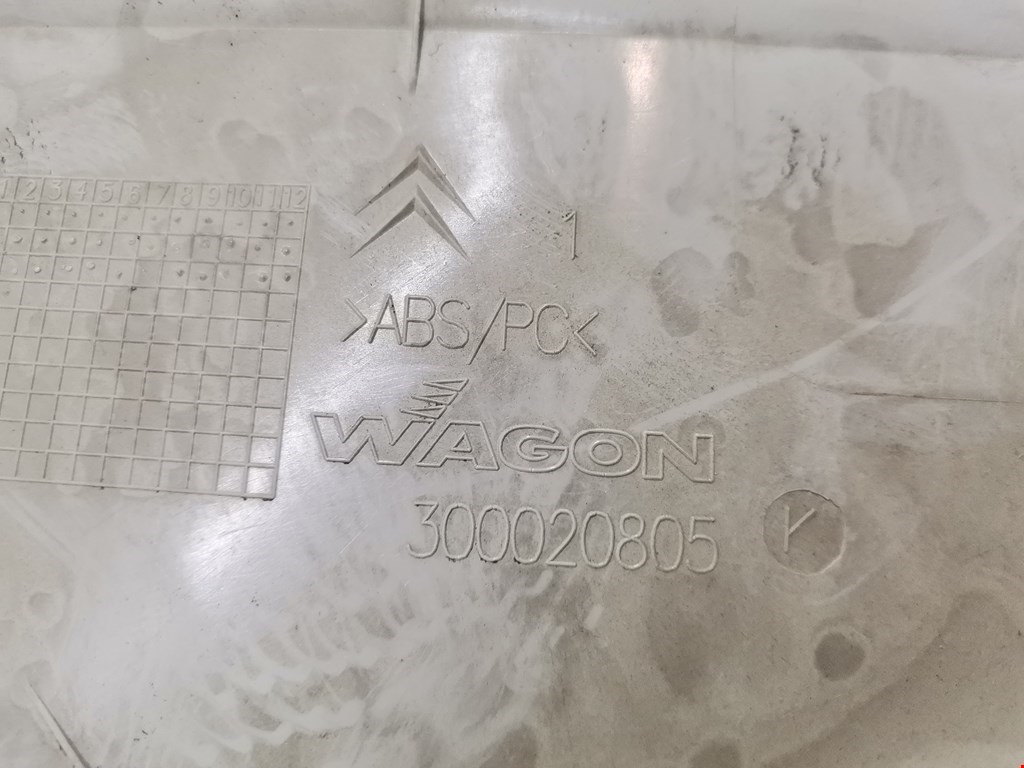 1 2 3 4 5 6 7 8 9 10 11 12
1
>ABS/PC<
WAGON
300020805
Y